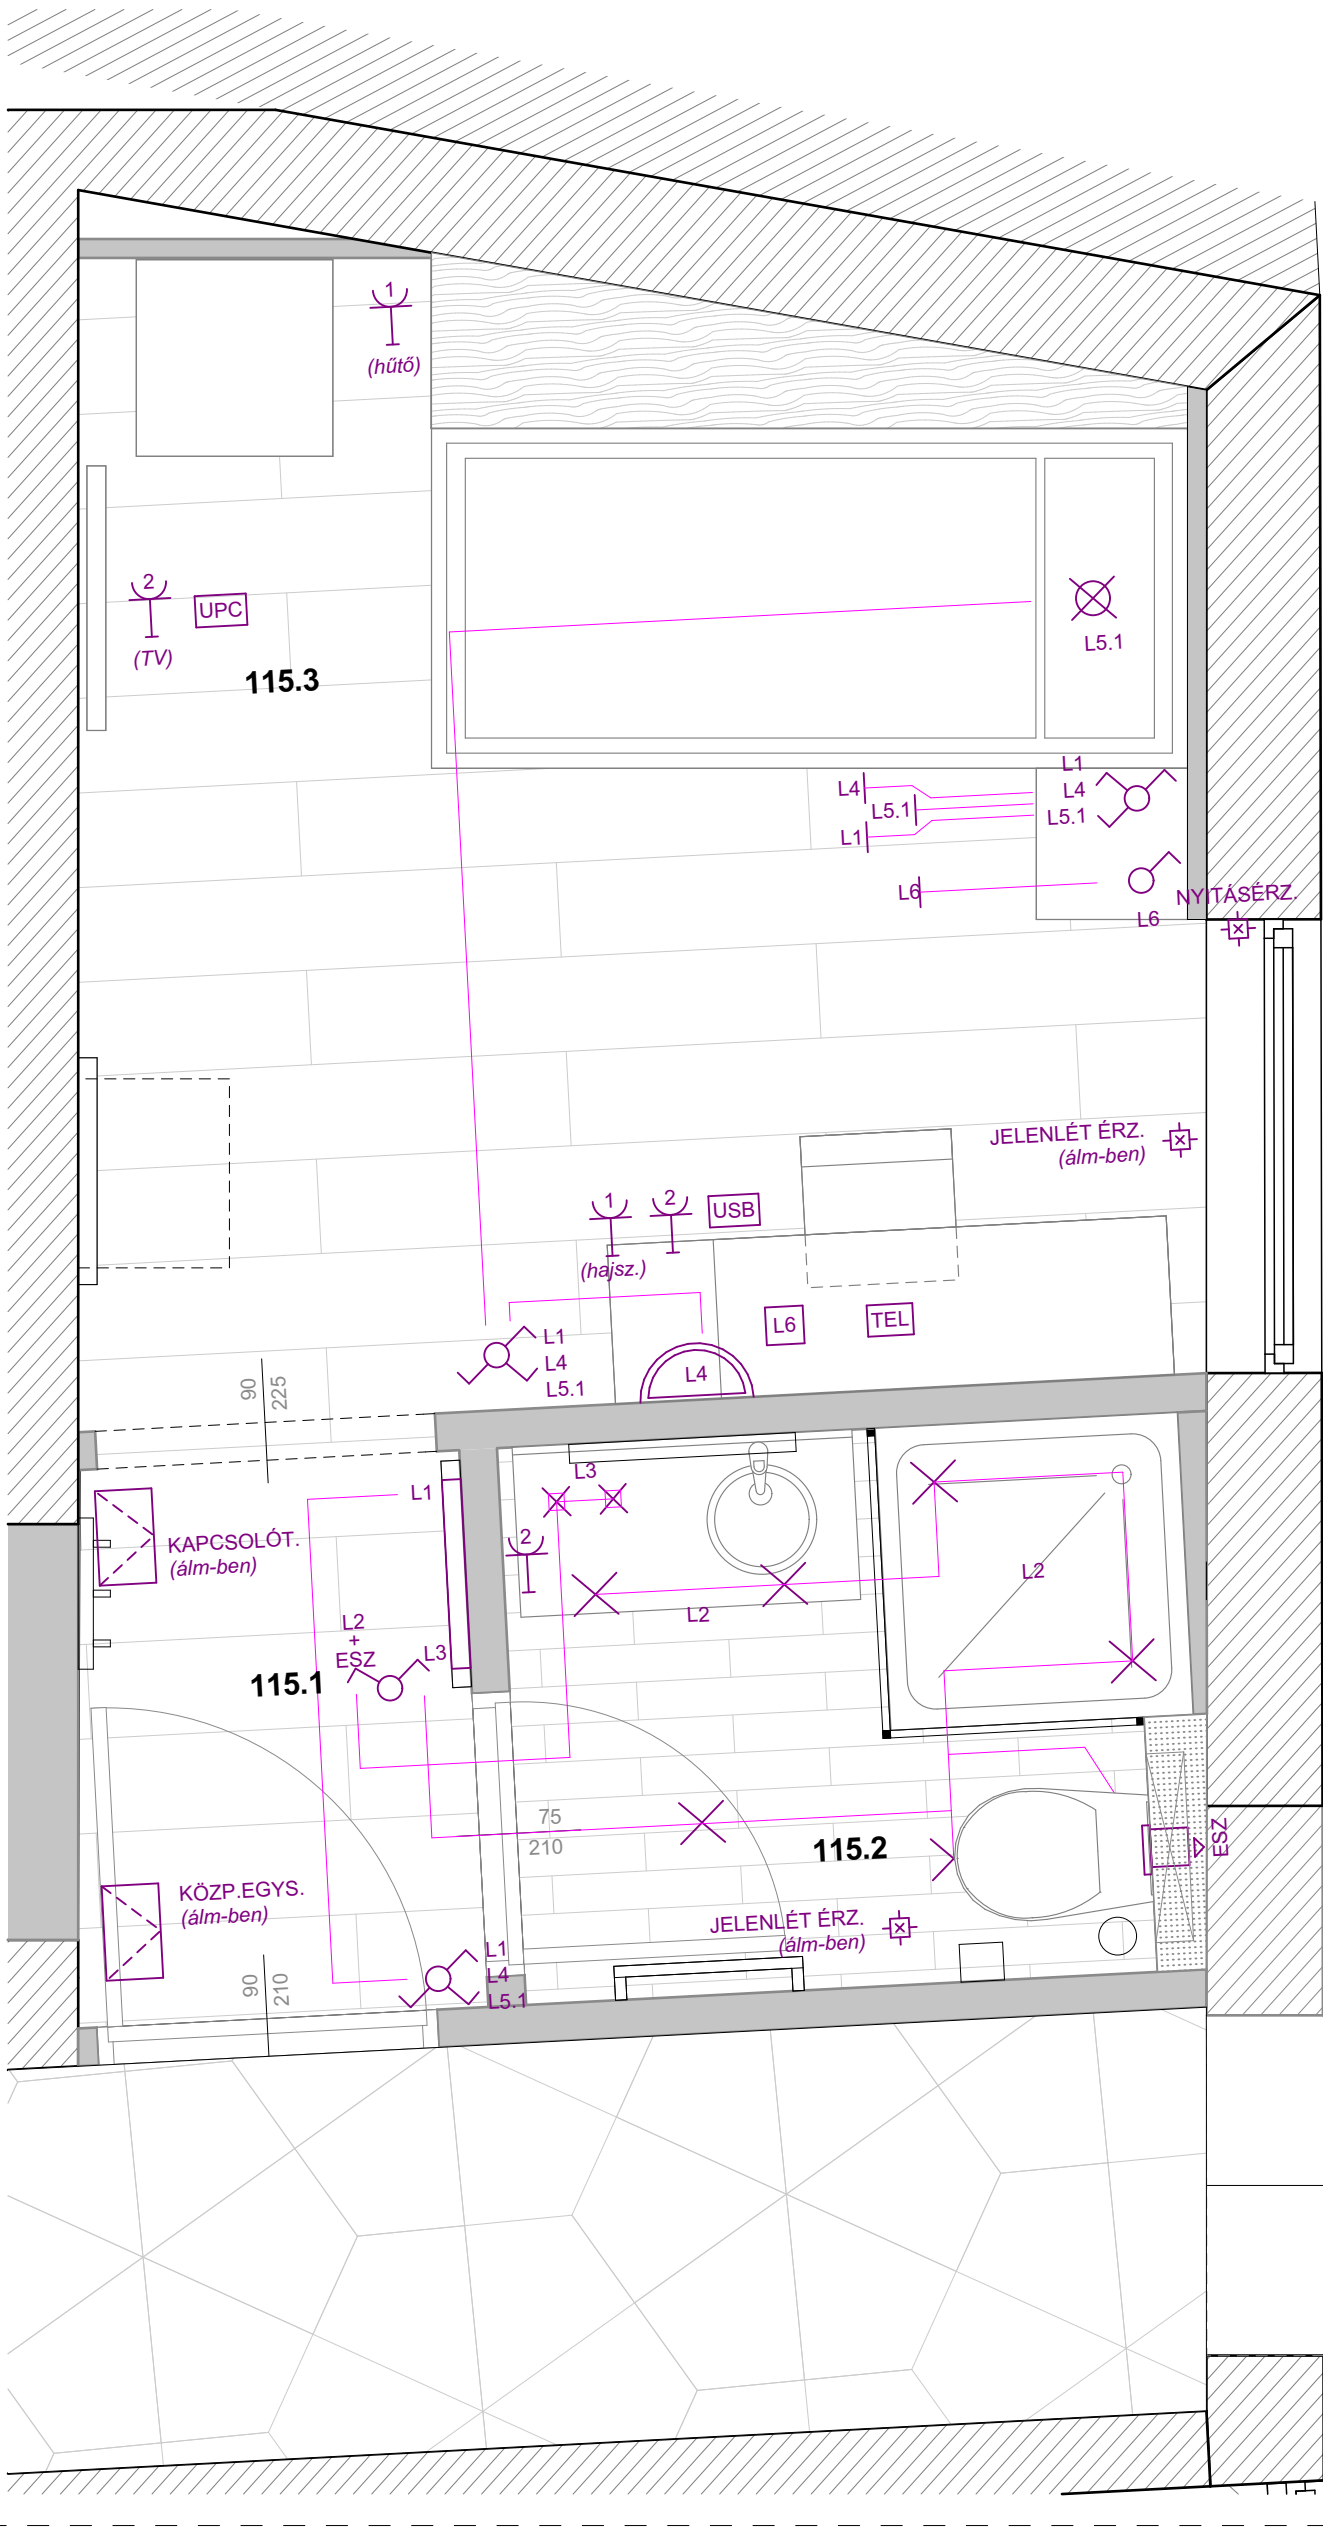 1
(hűtő)
2
UPC
(TV)
115.3
L5.1
L1
L4
L5.1
L4
L5.1
L1
L6
L6
NYITÁSÉRZ.
JELENLÉT ÉRZ.
(álm-ben)
1
2
USB
(hajsz.)
L6
TEL
L1
L4
L5.1
L4
90
225
L1
L3
KAPCSOLÓT.
(álm-ben)
2
L2
L2
L2
+
ESZ
L3
115.1
75
210
115.2
ESZ
KÖZP.EGYS.
(álm-ben)
JELENLÉT ÉRZ.
(álm-ben)
L1
L4
L5.1
90
210